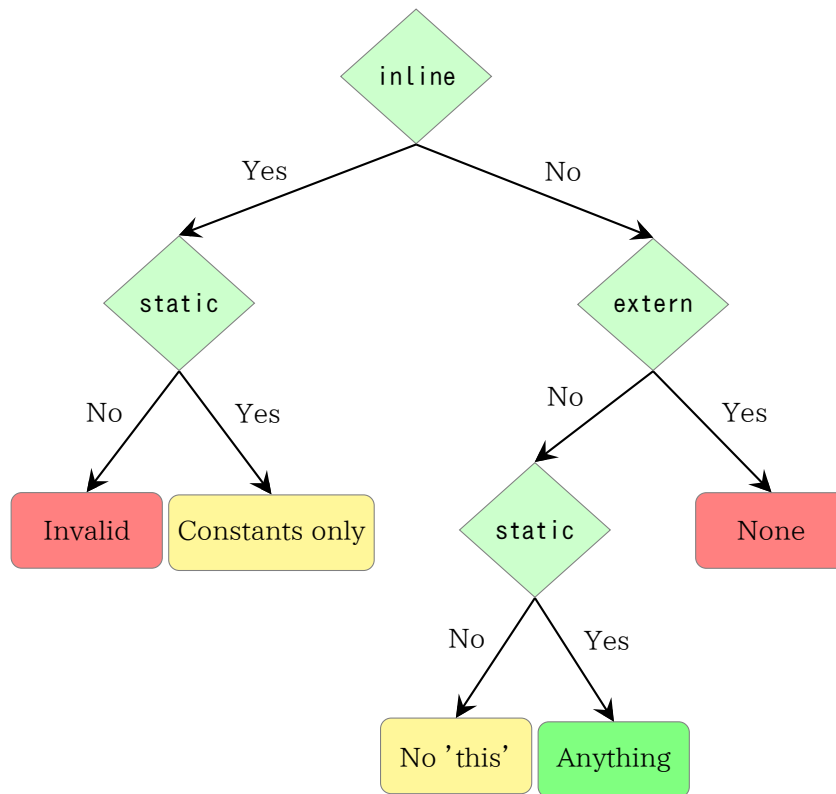 inline
Yes
No
static
extern
No
Yes
No
Yes
Invalid
Constants only
static
None
No
Yes
No 'this'
Anything